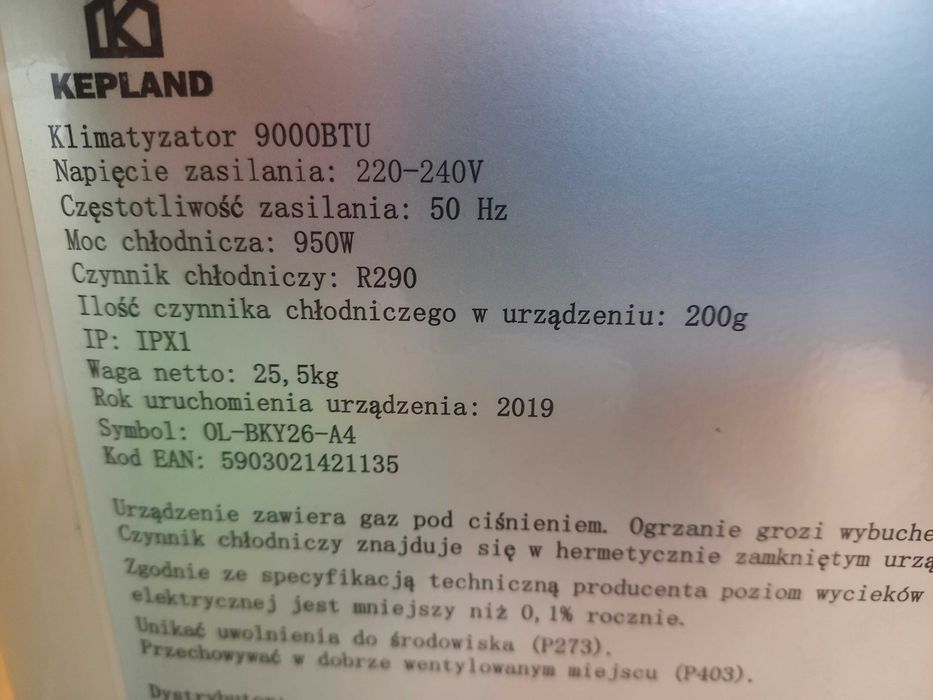 KEPLAND
Klimatyzator 9000BTU
Napięcie zasilania: 220-240V
Częstotliwość zasilania: 50 Hz
Moc chłodnicza: 950W
Czynnik chłodniczy: R290
Ilość czynnika chłodniczego w urządzeniu: 200g
IP: IPX1
Waga netto: 25,5kg
Rok uruchomienia urządzenia: 2019
Symbol: OL-BKY26-A4
Kod EAN: 5903021421135
Urządzenie zawiera gaz pod ciśnieniem. Ogrzanie grozi wybuche
Czynnik chłodniczy znajduje się w hermetycznie zamkniętym urzą
Zgodnie ze specyfikacją techniczną producenta poziom wycieków
elektrycznej jest mniejszy niż 0,1% rocznie.
Unikać uwolnienia do środowiska (P273).
Przechowywać w dobrze wentylowanym miejscu (P403).